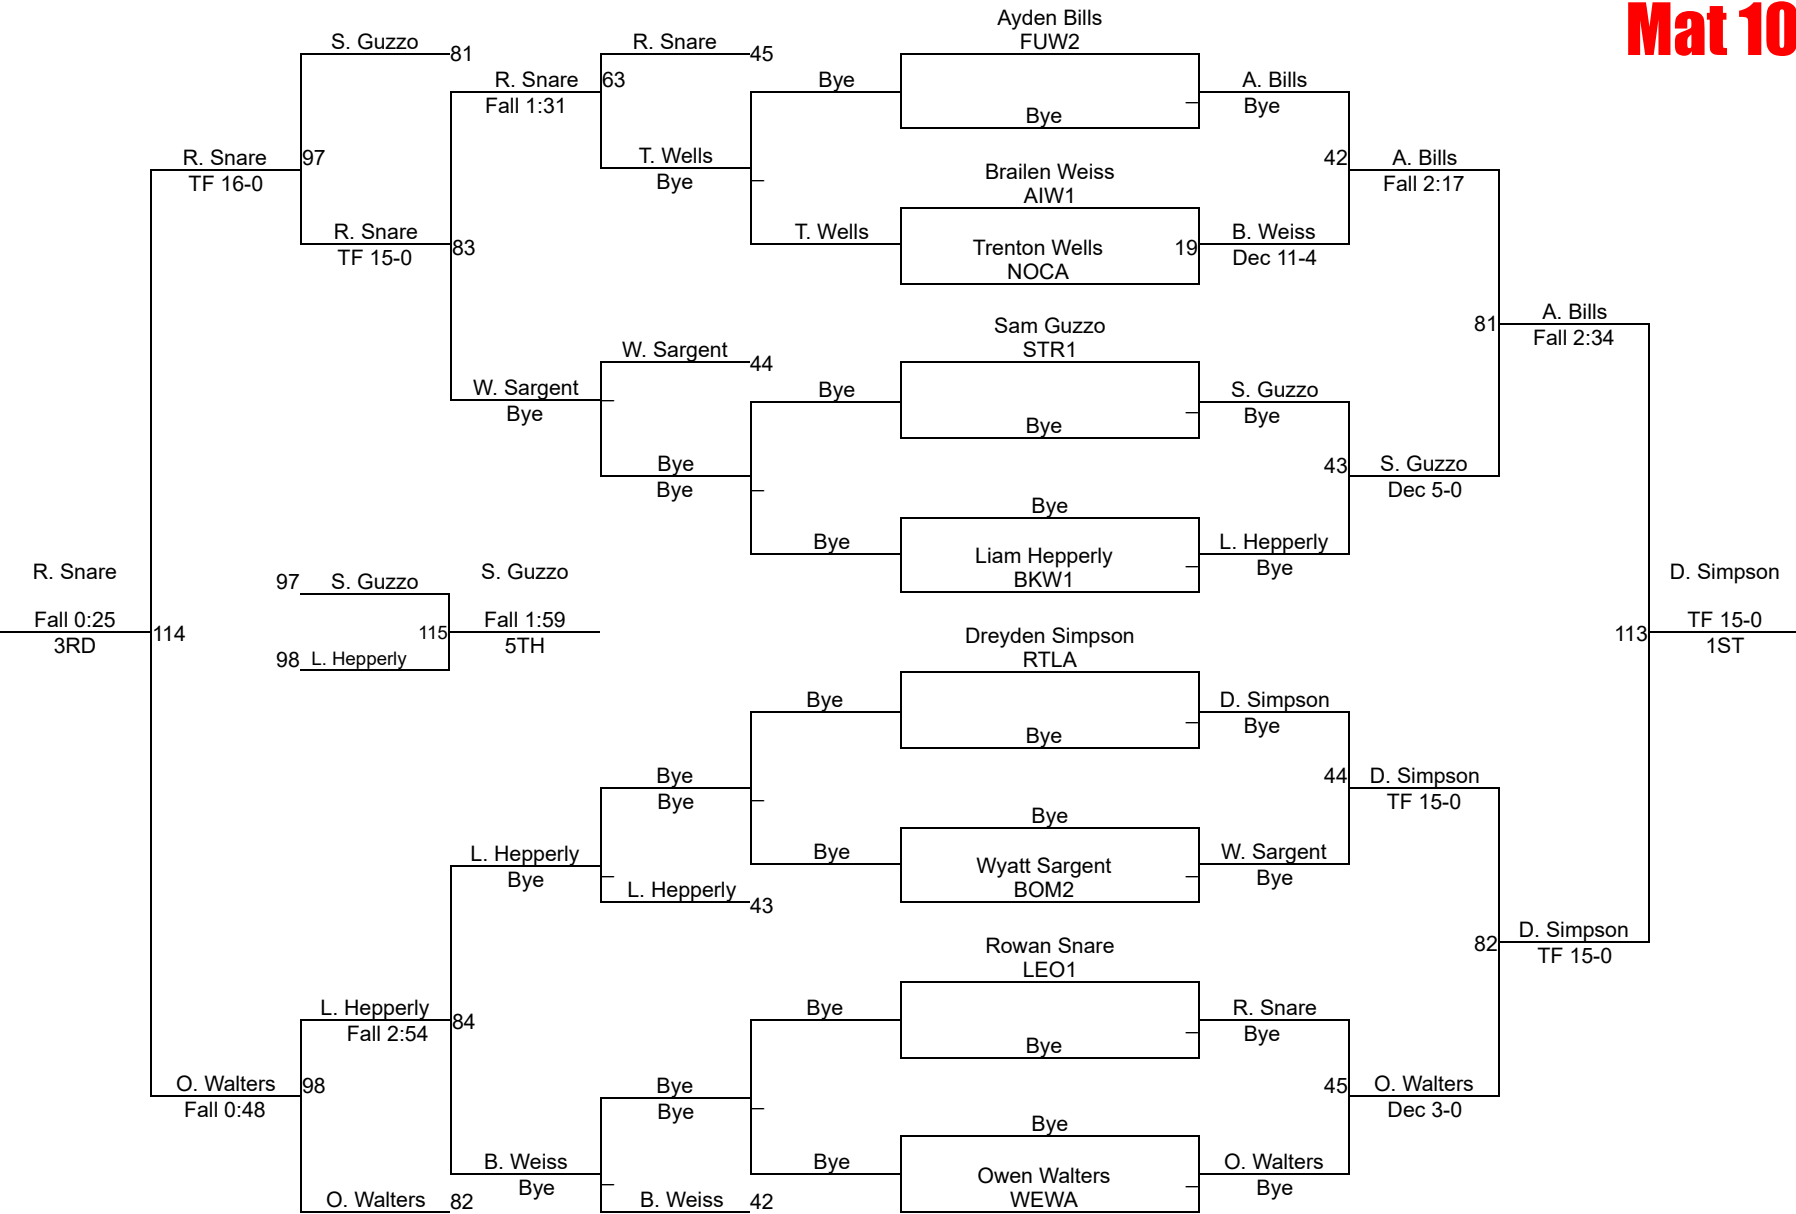 Mat 10
Ayden Bills
FUW2
S. Guzzo
81
R. Snare
45
R. Snare
63
Fall 1:31
Bye
A. Bills
Bye
Bye
T. Wells
Bye
R. Snare
97
TF 16-0
42
A. Bills
Fall 2:17
Brailen Weiss
AIW1
R. Snare
83
TF 15-0
T. Wells
Trenton Wells
NOCA
19
B. Weiss
Dec 11-4
Sam Guzzo
STR1
81
A. Bills
Fall 2:34
W. Sargent
44
W. Sargent
Bye
Bye
Bye
S. Guzzo
Bye
Bye
Bye
43
S. Guzzo
Dec 5-0
Bye
Bye
Liam Hepperly
BKW1
L. Hepperly
Bye
R. Snare
97
S. Guzzo
S. Guzzo
D. Simpson
Fall 0:25
3RD
114
115
Fall 1:59
5TH
113
TF 15-0
1ST
98
L. Hepperly
Dreyden Simpson
RTLA
Bye
Bye
D. Simpson
Bye
Bye
Bye
44
D. Simpson
TF 15-0
Bye
L. Hepperly
Bye
Bye
Wyatt Sargent
BOM2
W. Sargent
Bye
L. Hepperly
43
82
D. Simpson
TF 15-0
Rowan Snare
LEO1
L. Hepperly
84
Fall 2:54
Bye
Bye
R. Snare
Bye
O. Walters
98
Fall 0:48
Bye
Bye
45
O. Walters
Dec 3-0
Bye
B. Weiss
Bye
Bye
Owen Walters
WEWA
O. Walters
Bye
O. Walters
82
B. Weiss
42